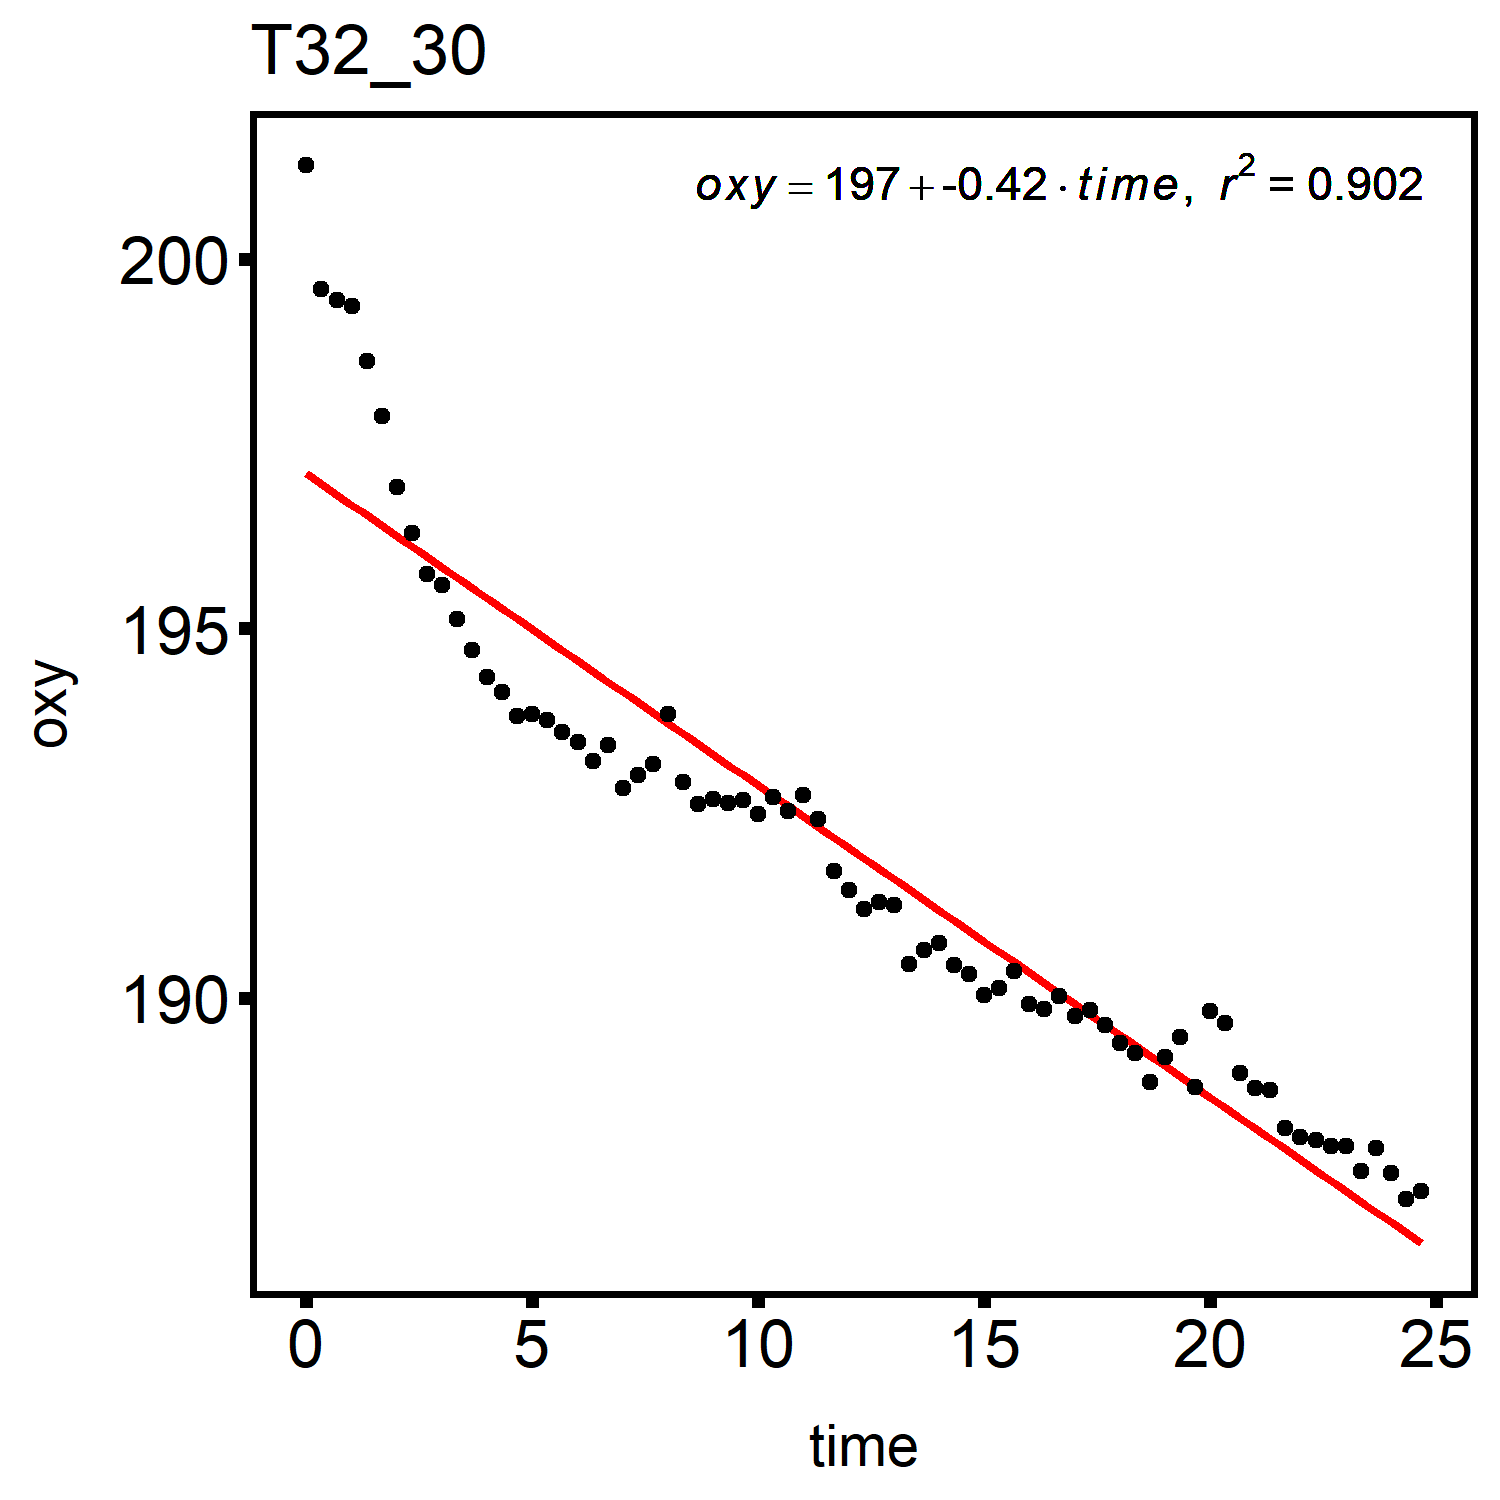 T32_30
oxy = 197 + -0.42 · time, r² = 0.902
200
195
190
oxy
0 5 10 15 20 25
time